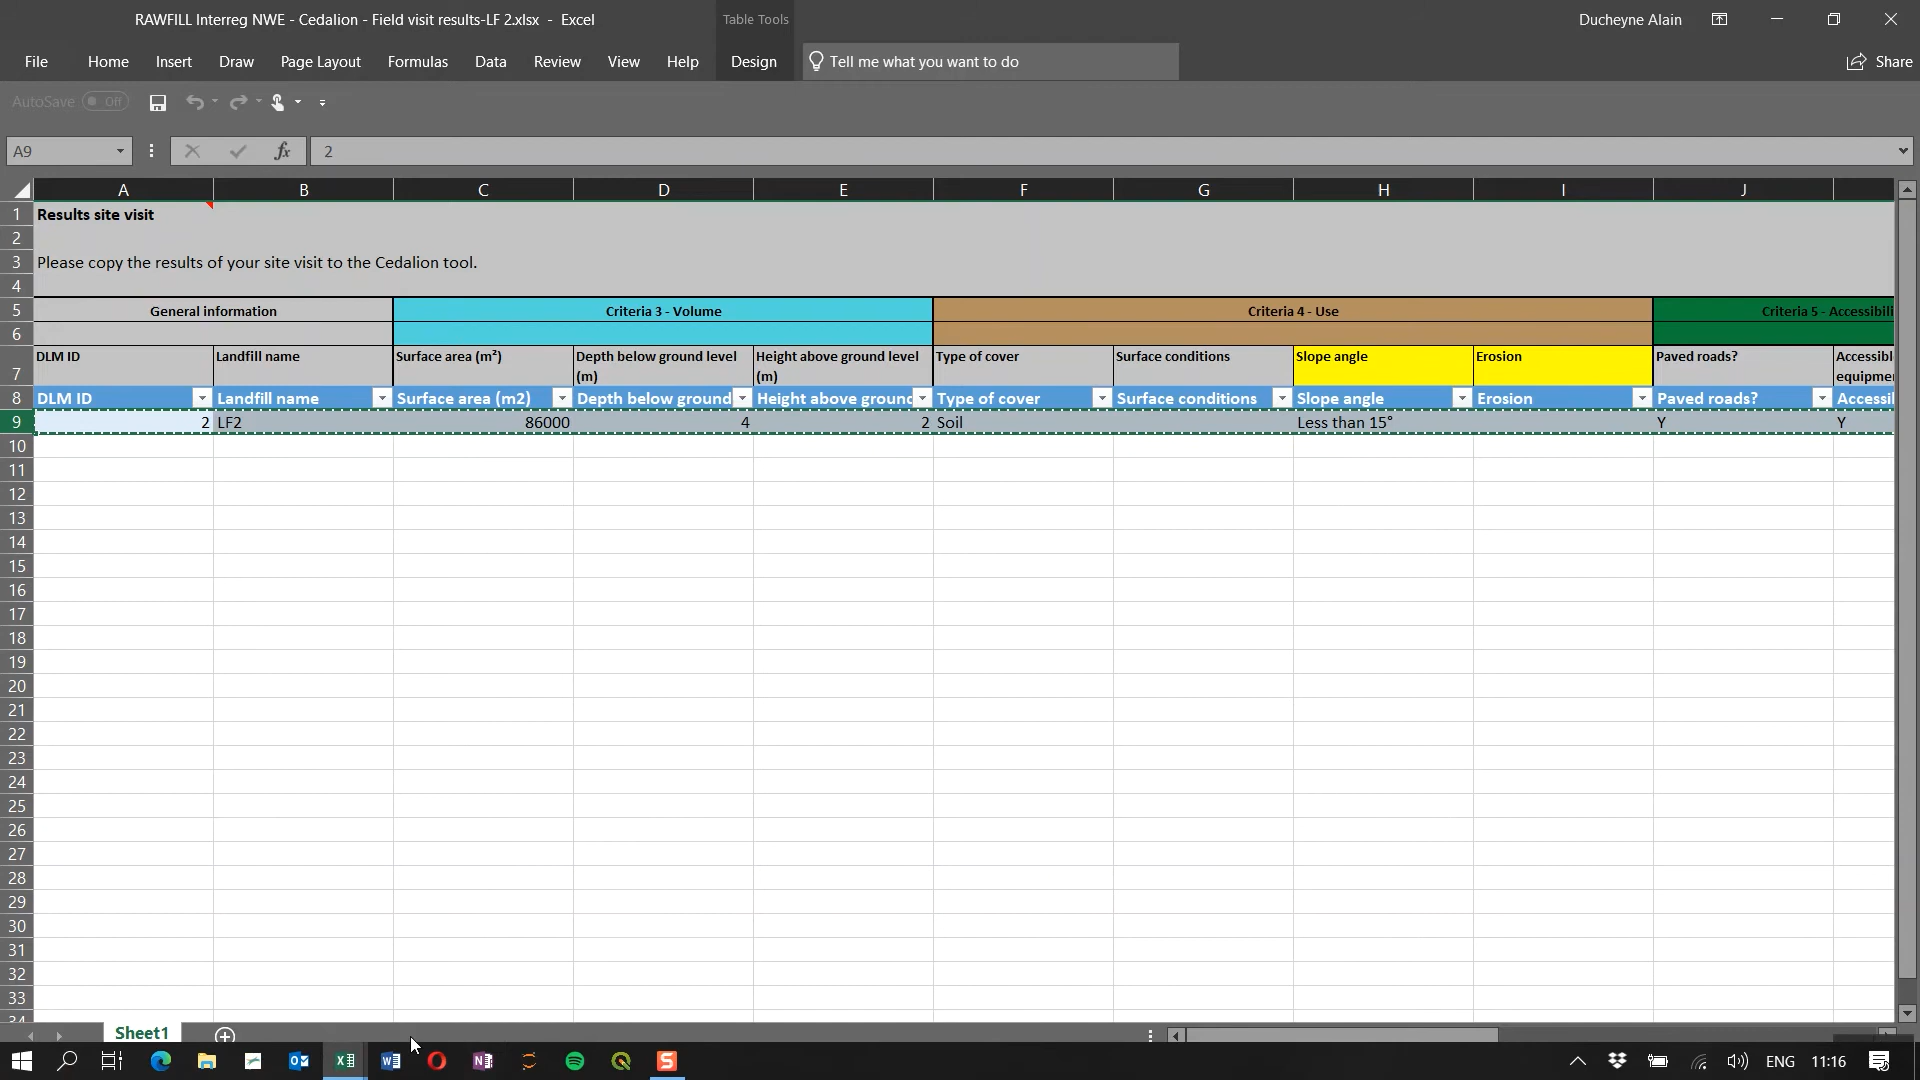 RAWFILL Interreg NWE - Cedalion - Field visit results-LF 2.xlsx - Excel
Table Tools
Ducheyne Alain
File Home Insert Draw Page Layout Formulas Data Review View Help Design Tell me what you want to do Share
AutoSave Off
A9 fx 2
A B C D E F G H I J
1 Results site visit
2
3 Please copy the results of your site visit to the Cedalion tool.
4
5 General information Criteria 3 - Volume Criteria 4 - Use Criteria 5 - Accessibili
6
7 DLM ID Landfill name Surface area (m²) Depth below ground level (m) Height above ground level (m) Type of cover Surface conditions Slope angle Erosion Paved roads? Accessibl equipmer
8 DLM ID Landfill name Surface area (m2) Depth below ground Height above ground Type of cover Surface conditions Slope angle Erosion Paved roads? Accessil
9 2 LF2 86000 4 2 Soil Less than 15° Y Y
10
11
12
13
14
15
16
17
18
19
20
21
22
23
24
25
26
27
28
29
30
31
32
33
34
Sheet1
ENG 11:16